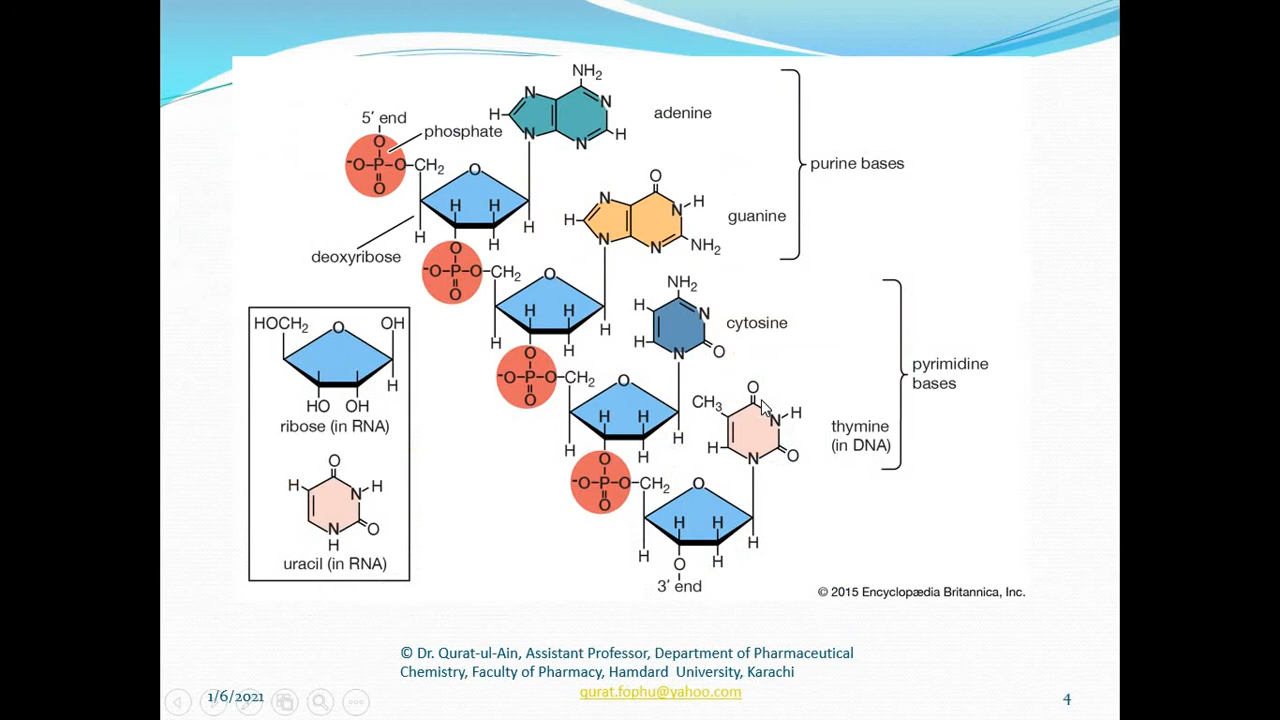 NH2
N
N
adenine
H
N
N
H
5′ end
phosphate
O
-O-P-O-CH2
O
O
H
H
H
H
H
deoxyribose
purine bases
O
N
N
H
guanine
H
N
N
NH2
O
-O-P-O-CH2
O
O
H
H
H
H
H
NH2
H
N
cytosine
H
N
O
O
-O-P-O-CH2
O
O
H
H
H
H
H
pyrimidine
bases
O
CH3
N
H
H
N
O
thymine
(in DNA)
O
-O-P-O-CH2
O
O
H
H
H
H
H
O
3′ end
HOCH2
O
OH
H
HO
OH
ribose (in RNA)
O
H
N
H
N
O
H
uracil (in RNA)
© 2015 Encyclopædia Britannica, Inc.
© Dr. Qurat-ul-Ain, Assistant Professor, Department of Pharmaceutical
Chemistry, Faculty of Pharmacy, Hamdard University, Karachi
qurat.fophu@yahoo.com
1/6/2021
4